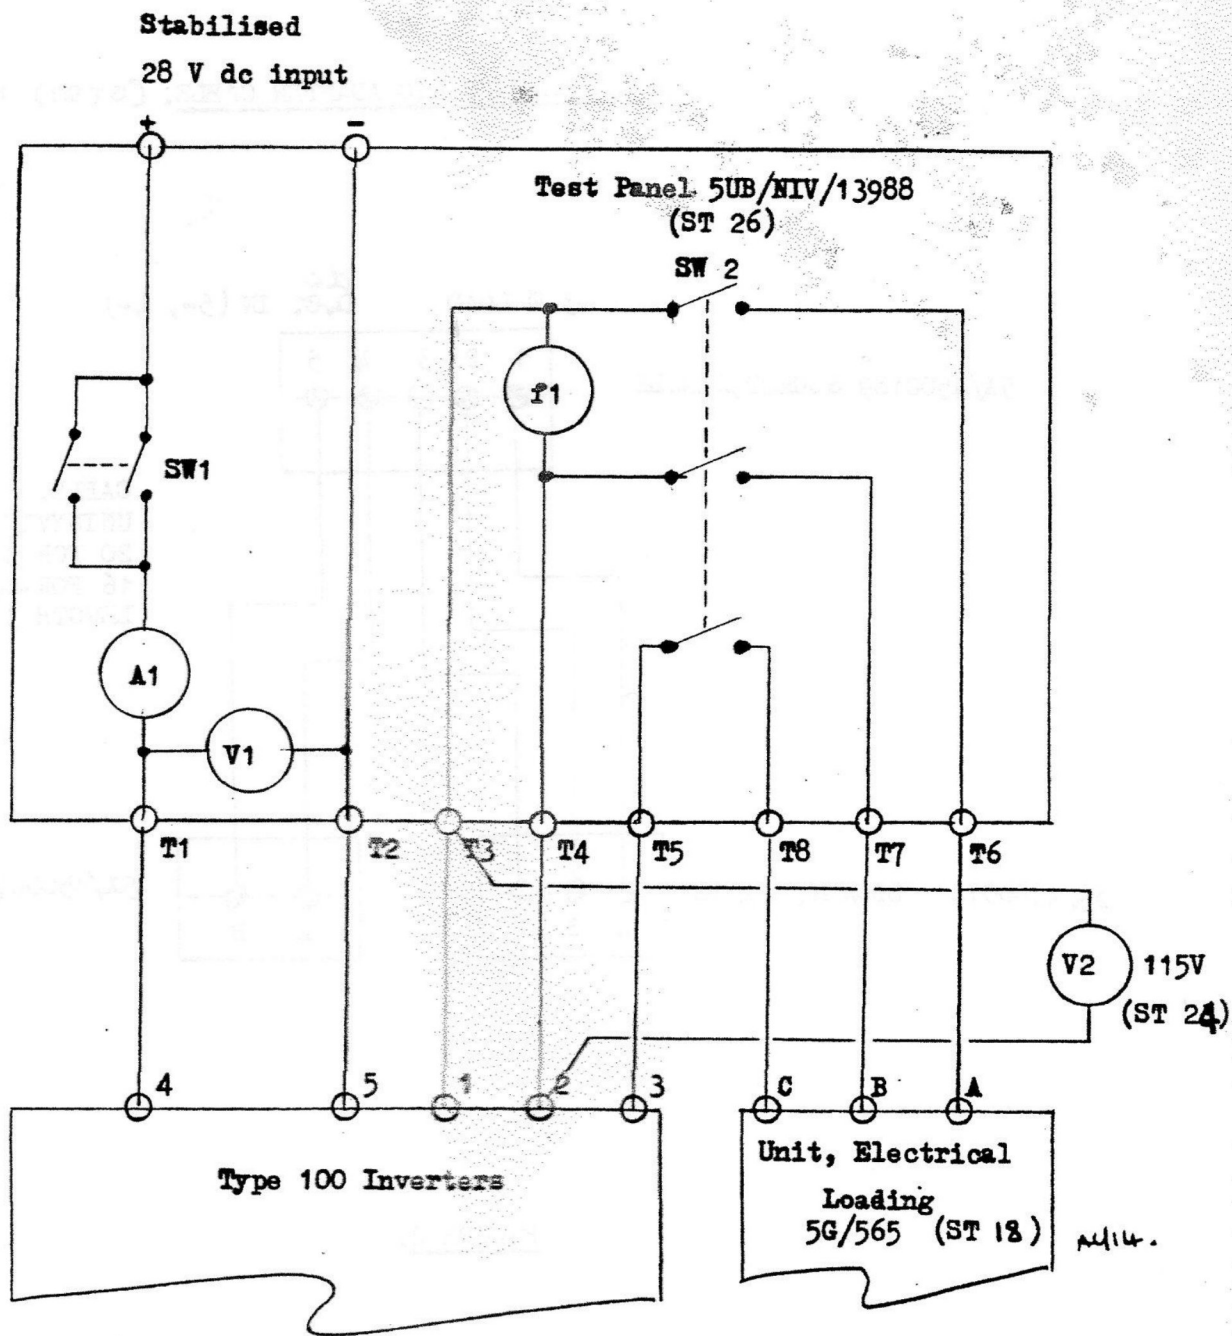 Stabilised
28 V dc input
+ -
Test Panel 5UB/NIV/13988
(ST 26)
SW 2
f1
SW1
A1
V1
T1 T2 T3 T4 T5 T8 T7 T6
V2 115V
(ST 24)
4 5 1 2 3 C B A
Type 100 Inverters
Unit, Electrical
Loading
5G/565 (ST 18)